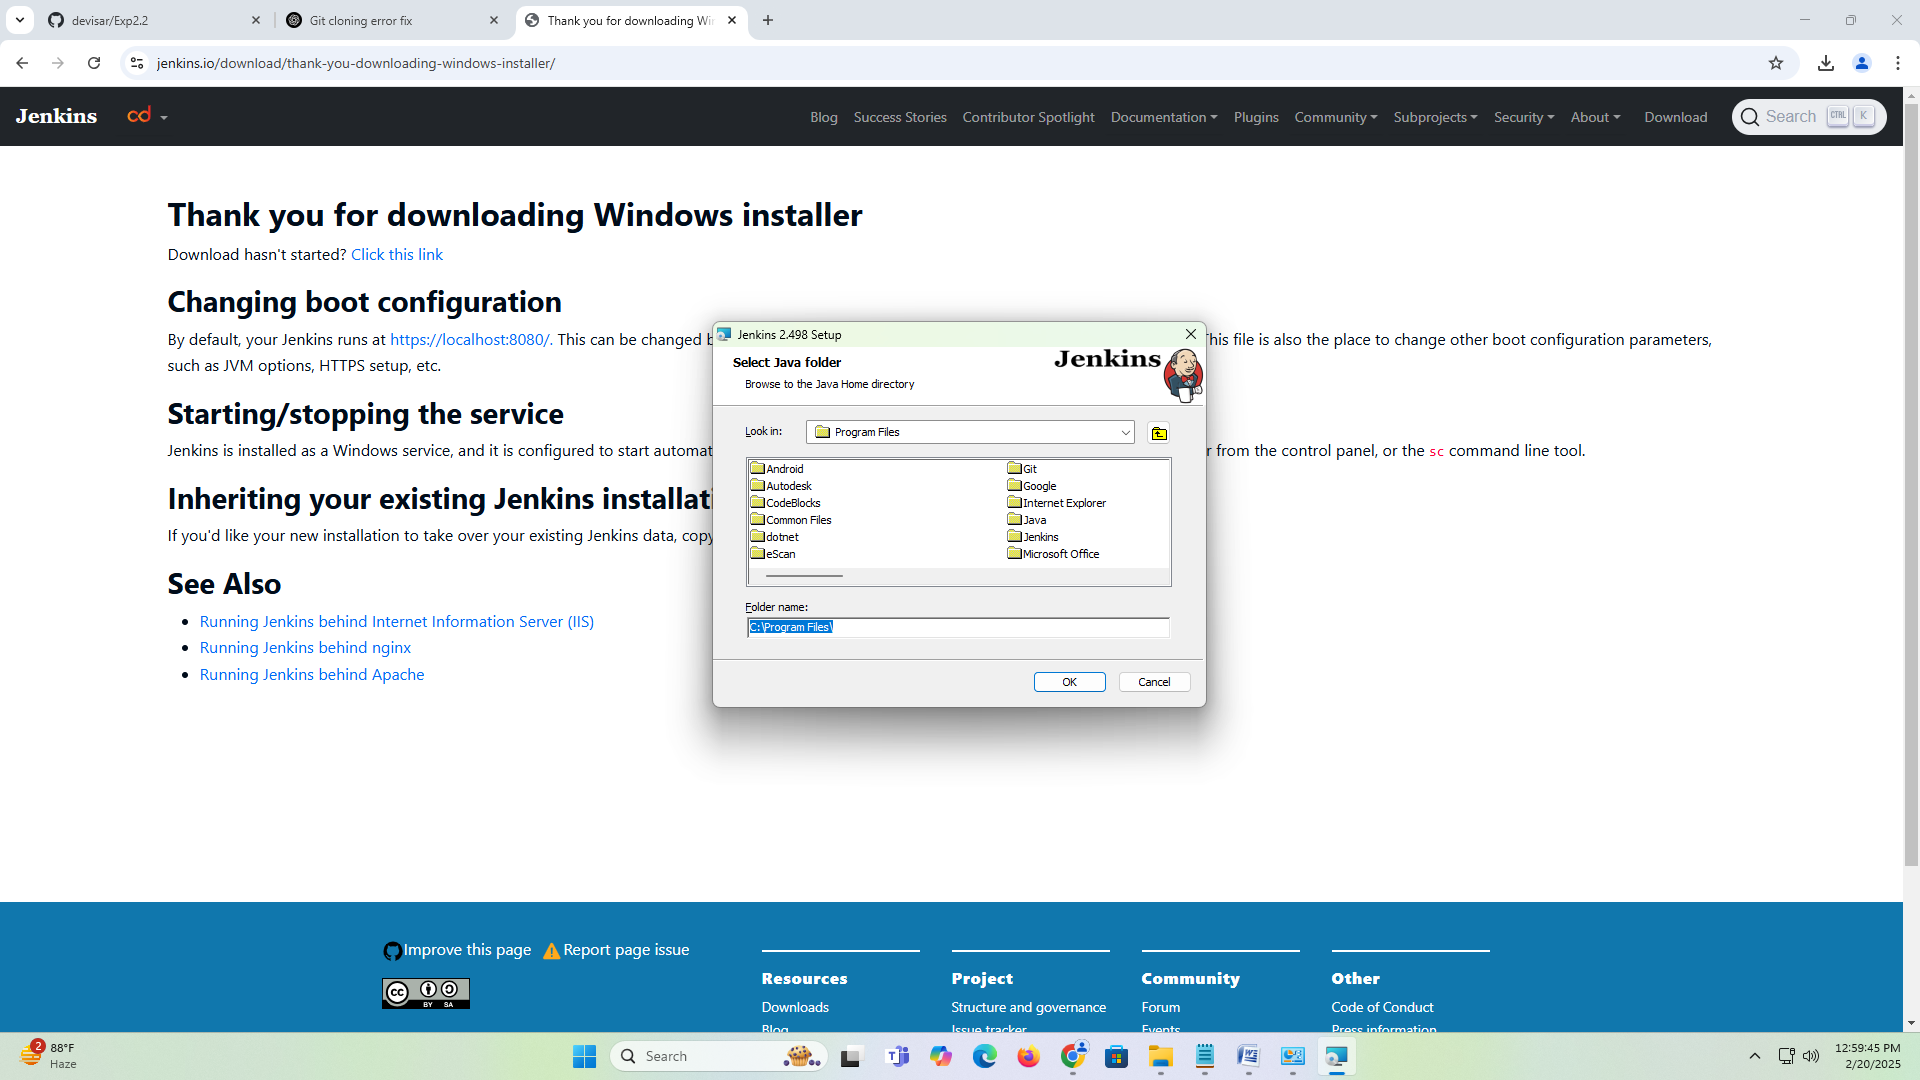 devisar/Exp2.2
Git cloning error fix
Thank you for downloading Wi
jenkins.io/download/thank-you-downloading-windows-installer/
Jenkins
cd
Blog
Success Stories
Contributor Spotlight
Documentation
Plugins
Community
Subprojects
Security
About
Download
Search
CTRL
K
Thank you for downloading Windows installer
Download hasn't started? Click this link
Changing boot configuration
By default, your Jenkins runs at https://localhost:8080/. This can be changed
his file is also the place to change other boot configuration parameters,
such as JVM options, HTTPS setup, etc.
Starting/stopping the service
Jenkins is installed as a Windows service, and it is configured to start automat
r from the control panel, or the sc command line tool.
Inheriting your existing Jenkins installati
If you'd like your new installation to take over your existing Jenkins data, copy
See Also
Running Jenkins behind Internet Information Server (IIS)
Running Jenkins behind nginx
Running Jenkins behind Apache
Jenkins 2.498 Setup
Select Java folder
Browse to the Java Home directory
Jenkins
Look in:
Program Files
Android
Autodesk
CodeBlocks
Common Files
dotnet
eScan
Git
Google
Internet Explorer
Java
Jenkins
Microsoft Office
Folder name:
C:\Program Files\
OK
Cancel
Improve this page
Report page issue
CC
BY SA
Resources
Downloads
Blog
Project
Structure and governance
Issue tracker
Community
Forum
Events
Other
Code of Conduct
Press information
2
88°F
Haze
Search
12:59:45 PM
2/20/2025